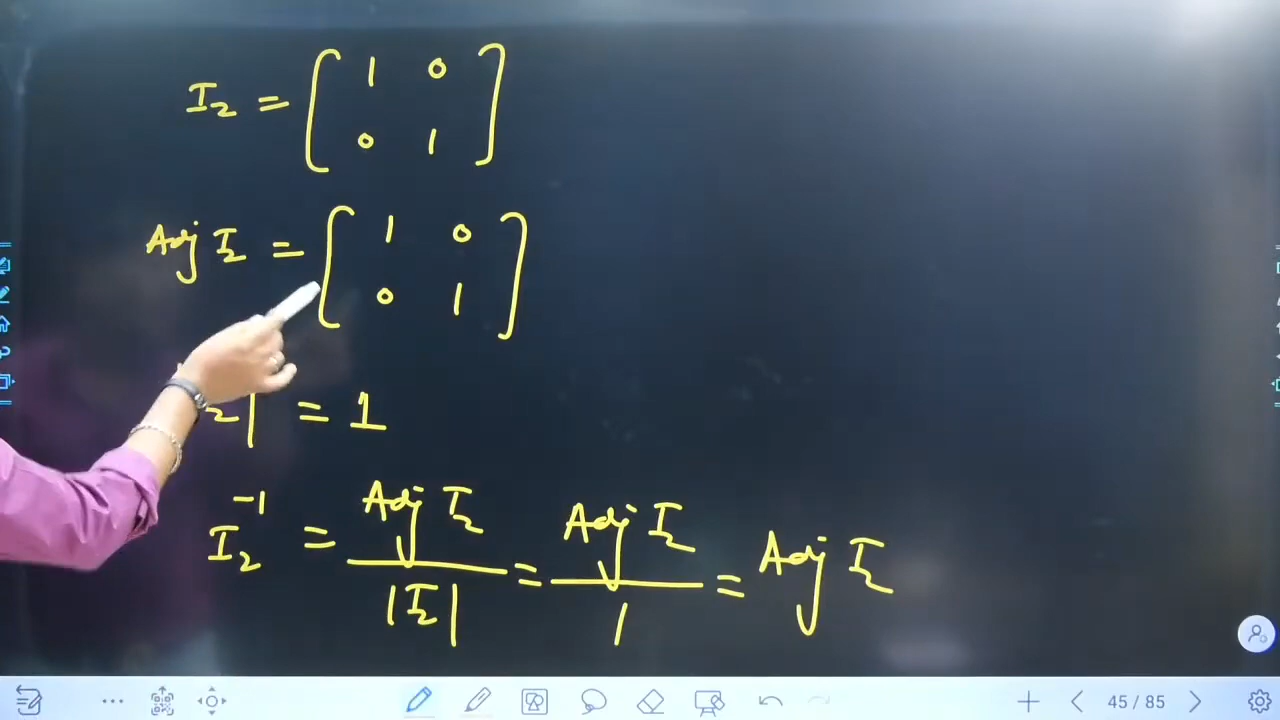 I₂ = [ 1 0
0 1 ]
Adj I₂ = [ 1 0
0 1 ]
₂| = 1
I₂⁻¹ = Adj I₂ / |I₂| = Adj I₂ / 1 = Adj I₂
45 / 85